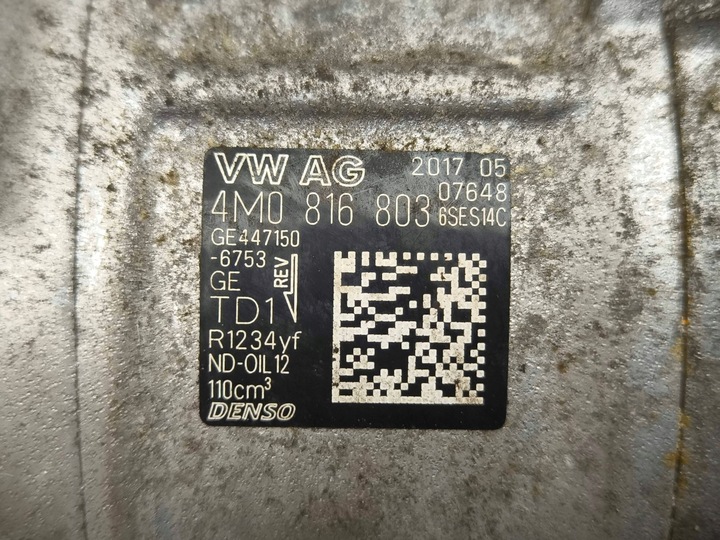 VW AG 2017 05
07648
4M0 816 803 6SES14C
GE447150
-6753
REV
GE
TD1
R1234yf
ND-OIL12
110cm³
DENSO